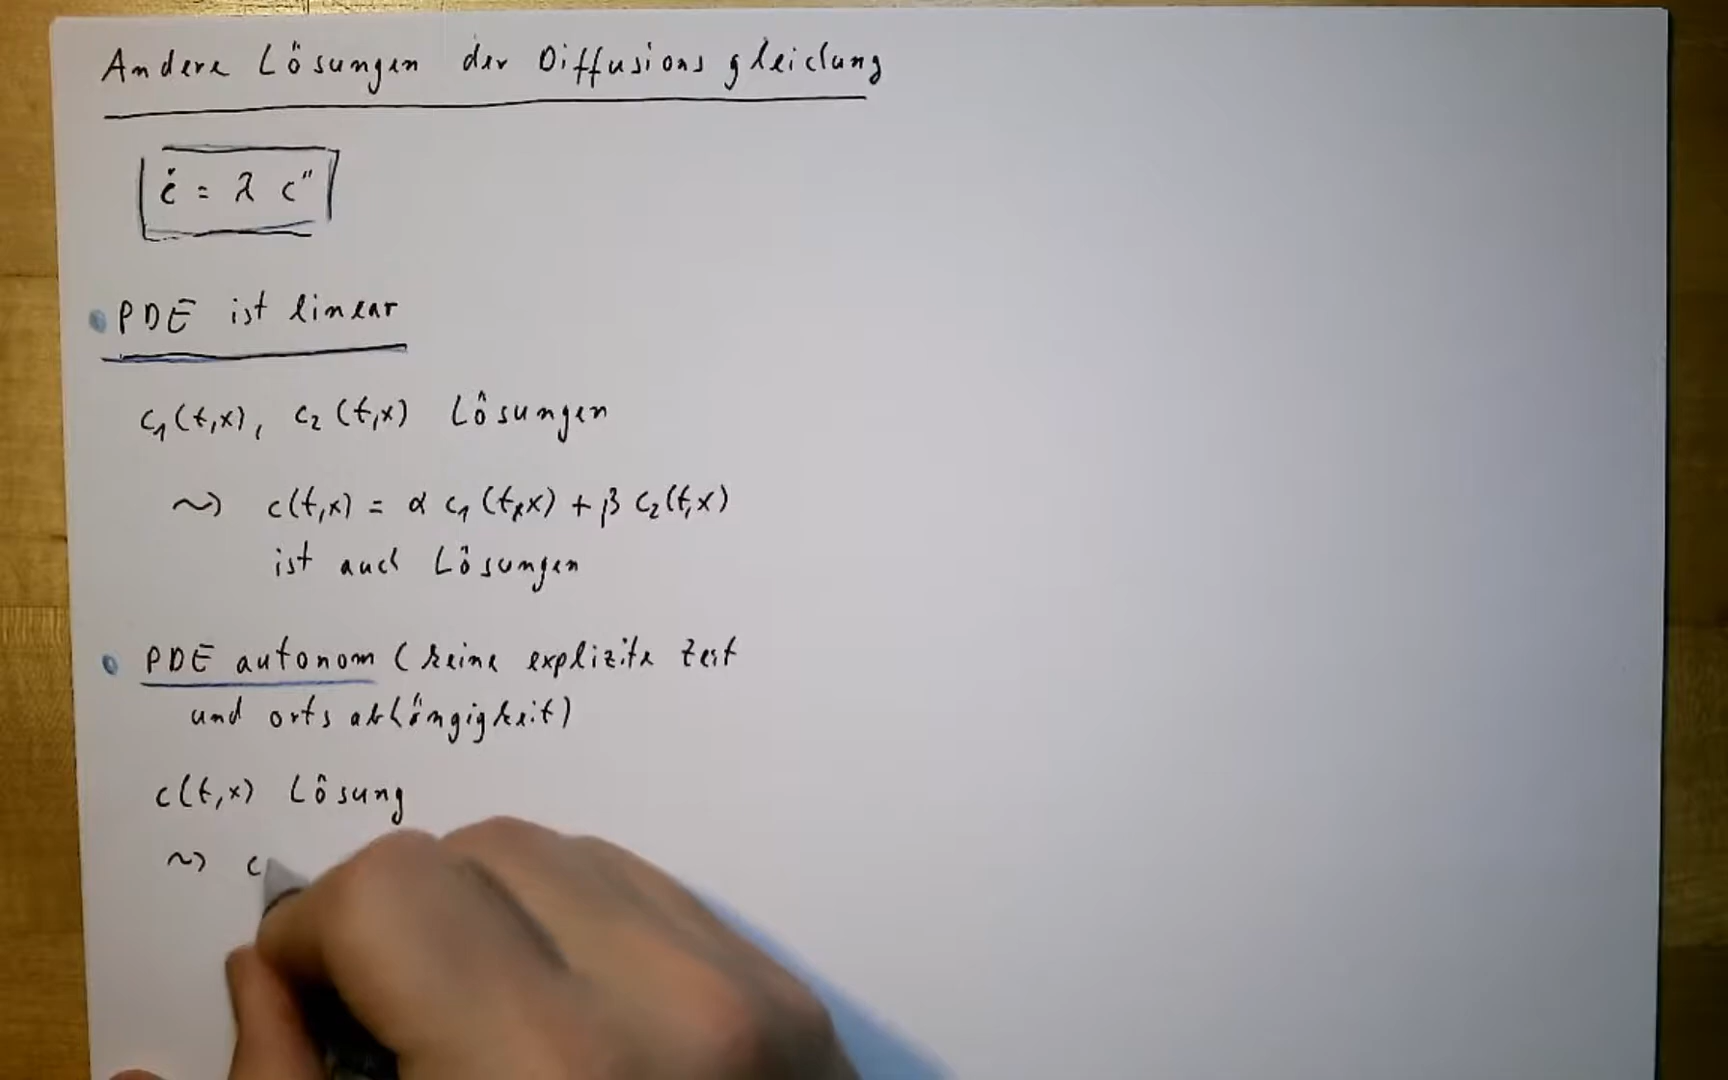 Andere Lösungen der Diffusionsgleichung
ċ = λ c''
• PDE ist linear
c₁(t,x), c₂(t,x) Lösungen
⇝ c(t,x) = α c₁(t,x) + β c₂(t,x)
ist auch Lösungen
• PDE autonom (keine explizite Zeit
und ortsabhängigkeit)
c(t,x) Lösung
⇝ c